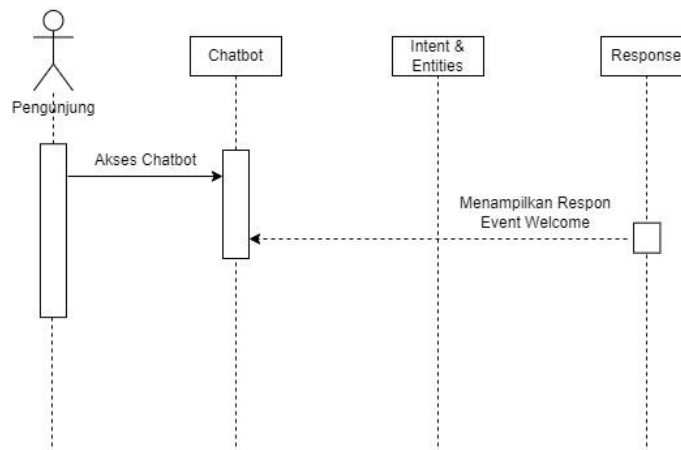 Chatbot
Intent &
Entities
Response
Pengunjung
Akses Chatbot
Menampilkan Respon
Event Welcome